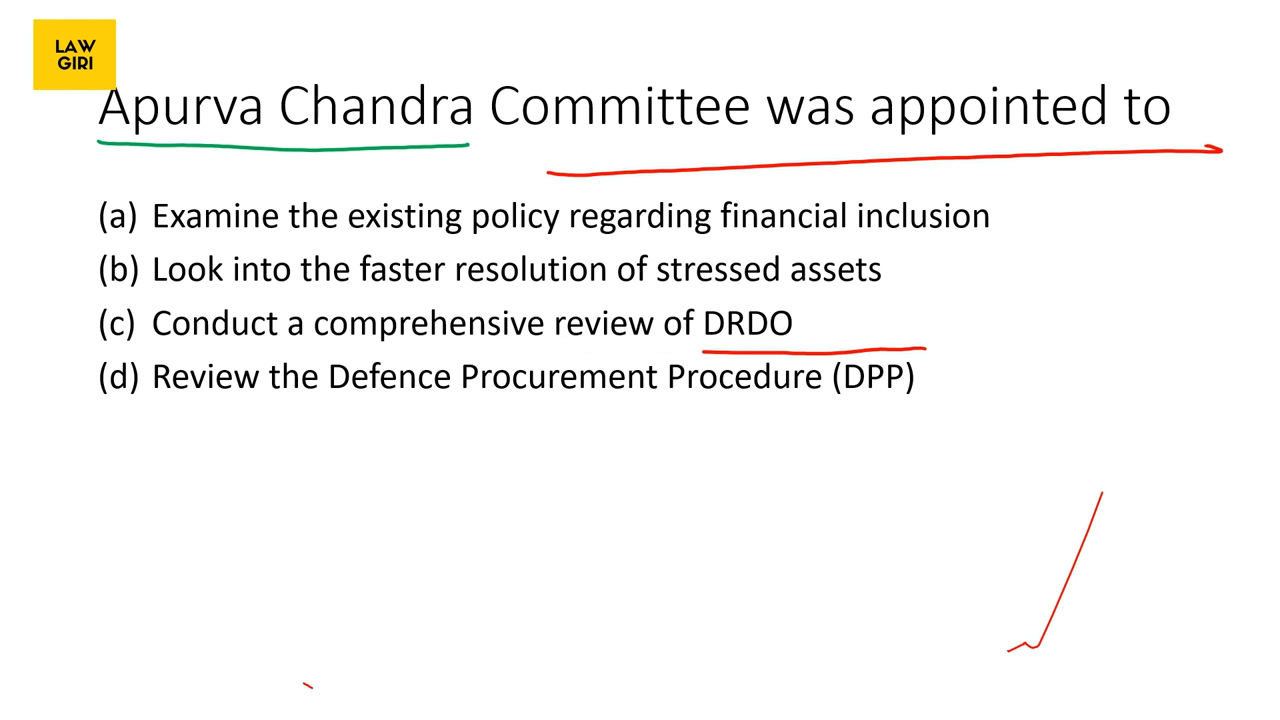 LAW
GIRI
Apurva Chandra Committee was appointed to
(a) Examine the existing policy regarding financial inclusion
(b) Look into the faster resolution of stressed assets
(c) Conduct a comprehensive review of DRDO
(d) Review the Defence Procurement Procedure (DPP)